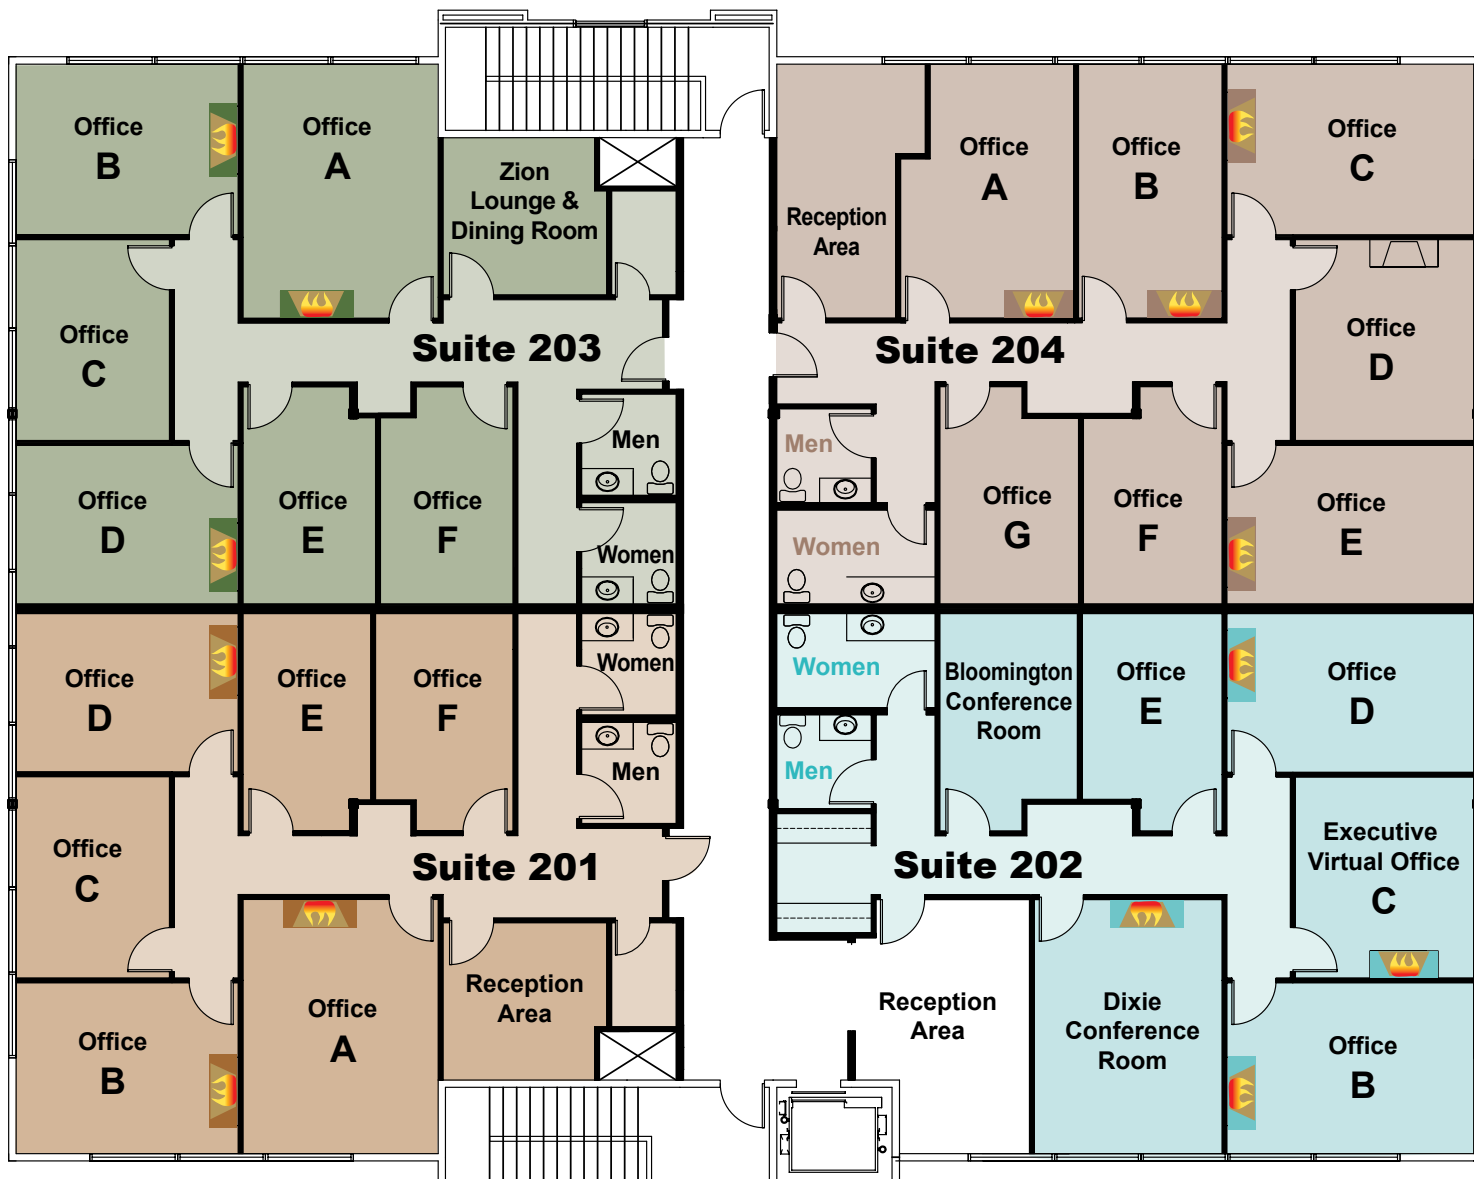 Office
B
Office
A
Zion
Lounge &
Dining Room
Office
C
Suite 203
Men
Office
D
Office
E
Office
F
Women
Reception
Area
Office
A
Office
B
Office
C
Suite 204
Office
D
Men
Women
Office
G
Office
F
Office
E
Office
D
Office
E
Office
F
Women
Men
Office
C
Suite 201
Office
B
Office
A
Reception
Area
Women
Men
Bloomington
Conference
Room
Office
E
Office
D
Suite 202
Executive
Virtual Office
C
Reception
Area
Dixie
Conference
Room
Office
B